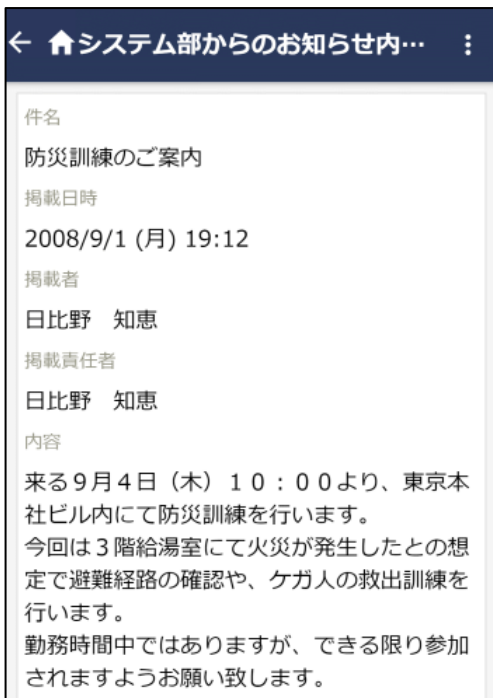 システム部からのお知らせ内…
件名
防災訓練のご案内
掲載日時
2008/9/1 (月) 19:12
掲載者
日比野　知恵
掲載責任者
日比野　知恵
内容
来る９月４日（木）１０：００より、東京本
社ビル内にて防災訓練を行います。
今回は３階給湯室にて火災が発生したとの想
定で避難経路の確認や、ケガ人の救出訓練を
行います。
勤務時間中ではありますが、できる限り参加
されますようお願い致します。